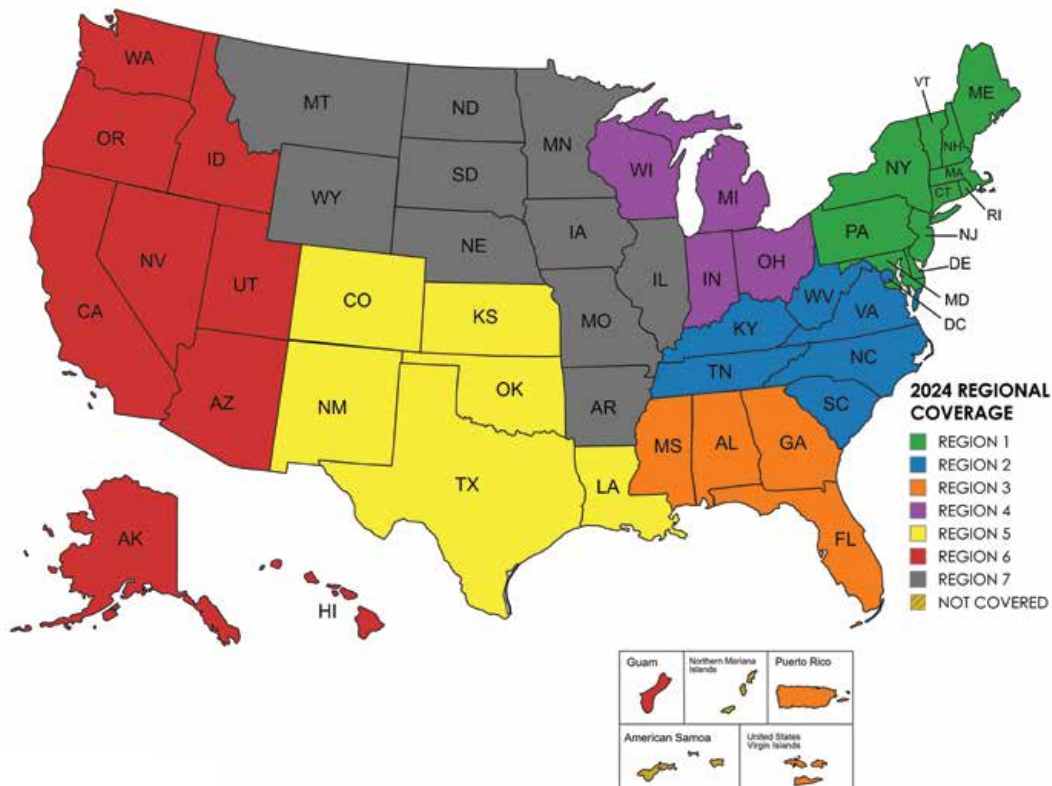 WA
MT
ND
MN
VT
ME
OR
ID
SD
WI
MI
NY
NH
MA
CT
RI
WY
NE
IA
PA
NJ
NV
UT
CO
IL
IN
OH
DE
MD
DC
CA
KS
MO
KY
WV
VA
AZ
NM
OK
AR
TN
NC
SC
MS
AL
GA
TX
LA
FL
AK
HI
2024 REGIONAL
COVERAGE
REGION 1
REGION 2
REGION 3
REGION 4
REGION 5
REGION 6
REGION 7
NOT COVERED
Guam
Northern Mariana
Islands
Puerto Rico
American Samoa
United States
Virgin Islands